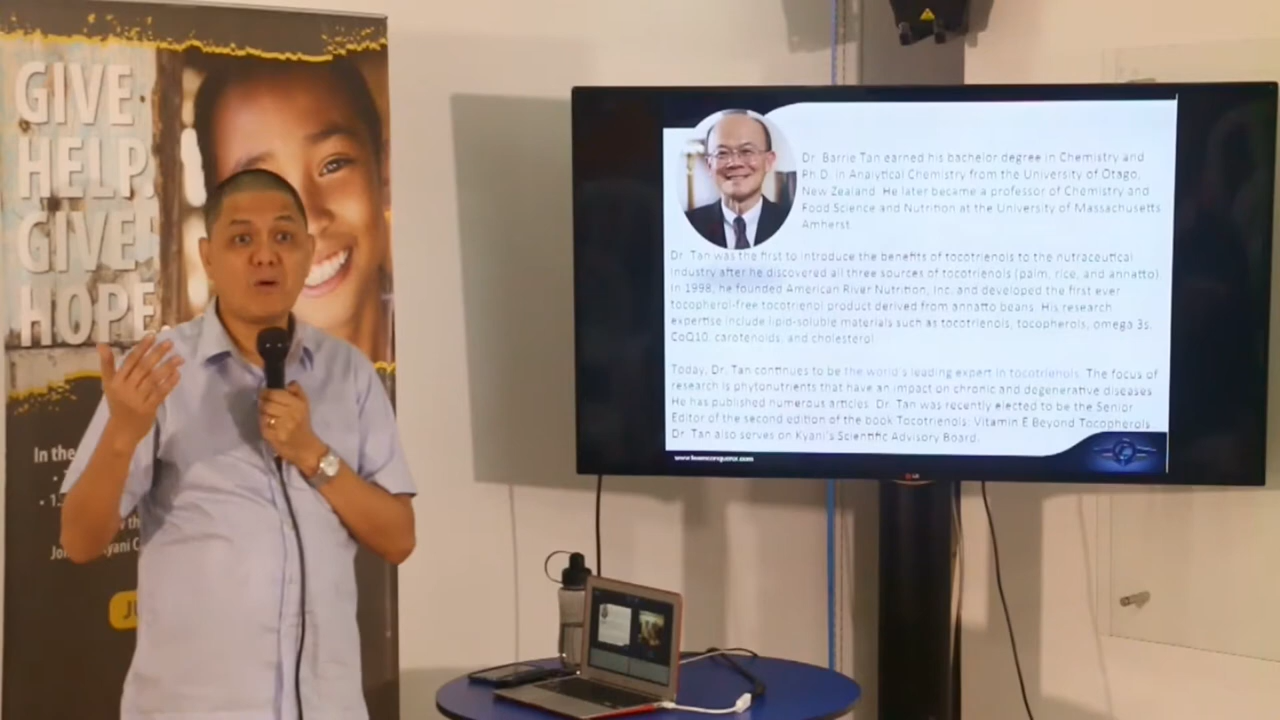 GIVE
HELP.
GIVE
HOPE
In the
Dr. Barrie Tan earned his bachelor degree in Chemistry and
Ph.D. in Analytical Chemistry from the University of Otago,
New Zealand. He later became a professor of Chemistry and
Food Science and Nutrition at the University of Massachusetts
Amherst.
Dr. Tan was the first to introduce the benefits of tocotrienols to the nutraceutical
industry after he discovered all three sources of tocotrienols (palm, rice, and annatto).
In 1998, he founded American River Nutrition, Inc. and developed the first ever
tocopherol-free tocotrienol product derived from annatto beans. His research
expertise include lipid-soluble materials such as tocotrienols, tocopherols, omega 3s,
CoQ10, carotenoids, and cholesterol.
Today, Dr. Tan continues to be the world's leading expert in tocotrienols. The focus of
research is phytonutrients that have an impact on chronic and degenerative diseases.
He has published numerous articles. Dr. Tan was recently elected to be the Senior
Editor of the second edition of the book Tocotrienols: Vitamin E Beyond Tocopherols.
Dr. Tan also serves on Kyani's Scientific Advisory Board.
LG